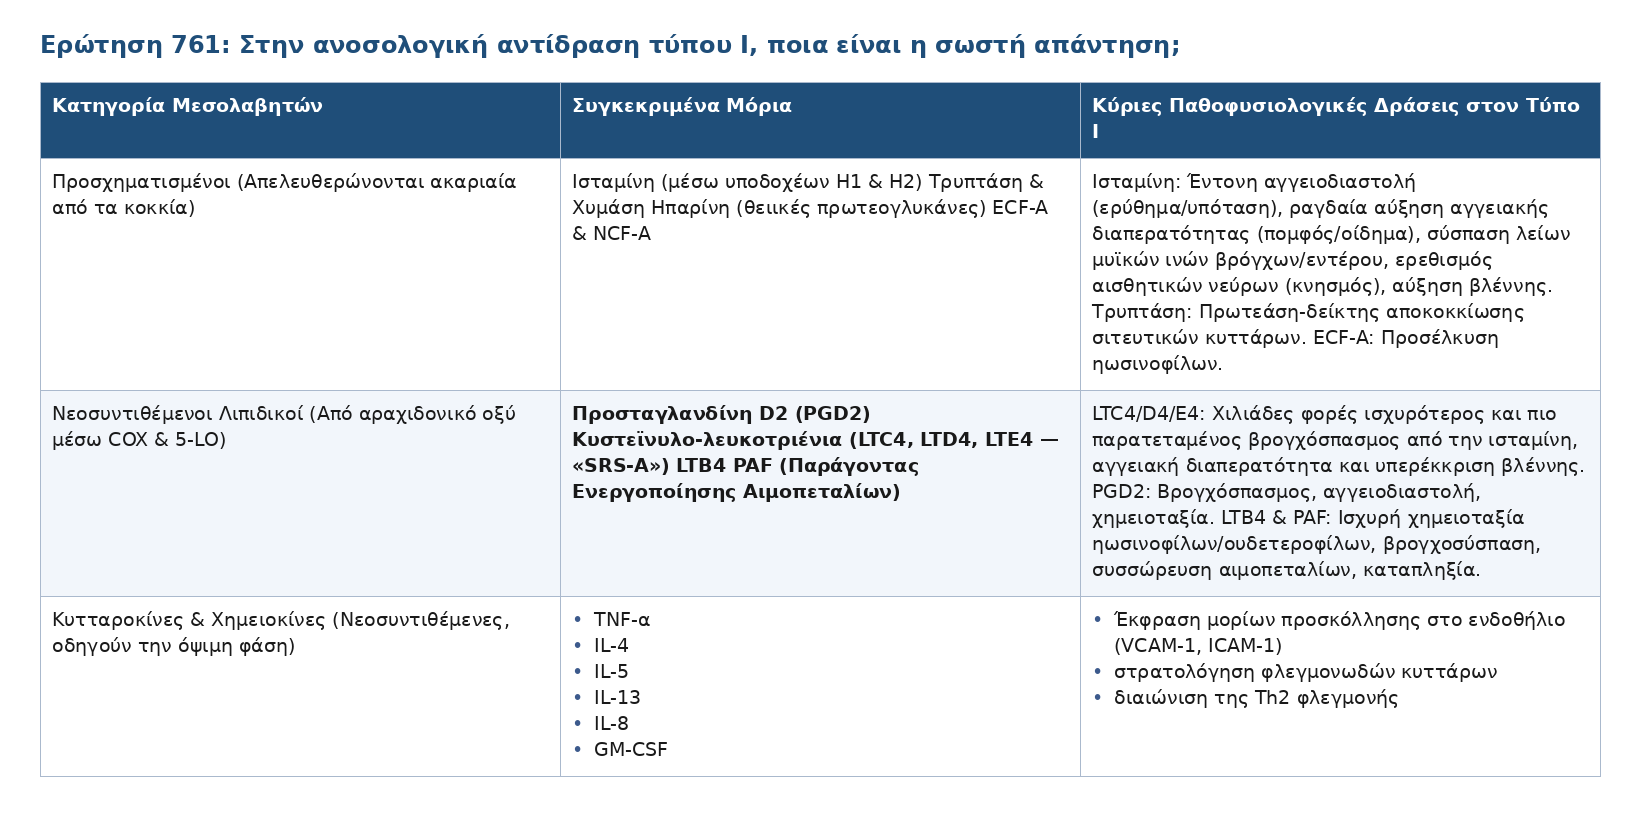 Ερώτηση 761: Στην ανοσολογική αντίδραση τύπου Ι, ποια είναι η σωστή απάντηση;
Κατηγορία Μεσολαβητών
Συγκεκριμένα Μόρια
Κύριες Παθοφυσιολογικές Δράσεις στον Τύπο
Ι
Προσχηματισμένοι (Απελευθερώνονται ακαριαία
από τα κοκκία)
Ισταμίνη (μέσω υποδοχέων H1 & H2) Τρυπτάση &
Χυμάση Ηπαρίνη (θειικές πρωτεογλυκάνες) ECF-A
& NCF-A
Ισταμίνη: Έντονη αγγειοδιαστολή
(ερύθημα/υπόταση), ραγδαία αύξηση αγγειακής
διαπερατότητας (πομφός/οίδημα), σύσπαση λείων
μυϊκών ινών βρόγχων/εντέρου, ερεθισμός
αισθητικών νεύρων (κνησμός), αύξηση βλέννης.
Τρυπτάση: Πρωτεάση-δείκτης αποκοκκίωσης
σιτευτικών κυττάρων. ECF-A: Προσέλκυση
ηωσινοφίλων.
Νεοσυντιθέμενοι Λιπιδικοί (Από αραχιδονικό οξύ
μέσω COX & 5-LO)
Προσταγλανδίνη D2 (PGD2)
Κυστεϊνυλο-λευκοτριένια (LTC4, LTD4, LTE4 —
«SRS-A») LTB4 PAF (Παράγοντας
Ενεργοποίησης Αιμοπεταλίων)
LTC4/D4/E4: Χιλιάδες φορές ισχυρότερος και πιο
παρατεταμένος βρογχόσπασμος από την ισταμίνη,
αγγειακή διαπερατότητα και υπερέκκριση βλέννης.
PGD2: Βρογχόσπασμος, αγγειοδιαστολή,
χημειοταξία. LTB4 & PAF: Ισχυρή χημειοταξία
ηωσινοφίλων/ουδετεροφίλων, βρογχοσύσπαση,
συσσώρευση αιμοπεταλίων, καταπληξία.
Κυτταροκίνες & Χημειοκίνες (Νεοσυντιθέμενες,
οδηγούν την όψιμη φάση)
• TNF-α
• IL-4
• IL-5
• IL-13
• IL-8
• GM-CSF
• Έκφραση μορίων προσκόλλησης στο ενδοθήλιο
(VCAM-1, ICAM-1)
• στρατολόγηση φλεγμονωδών κυττάρων
• διαιώνιση της Th2 φλεγμονής